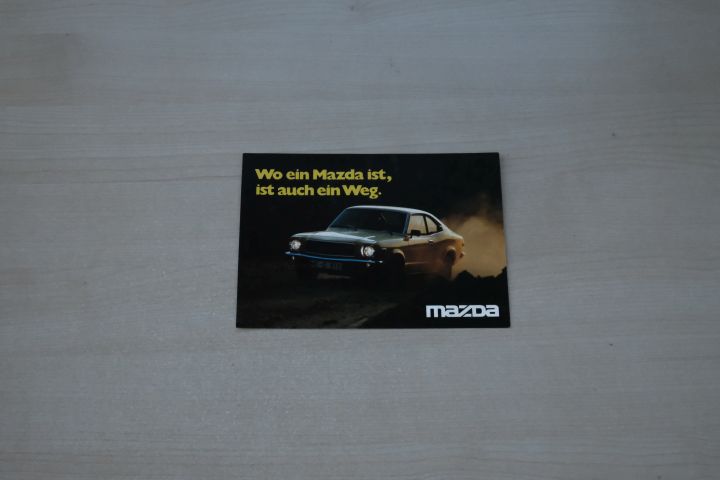 Wo ein Mazda ist,
ist auch ein Weg.
mazda